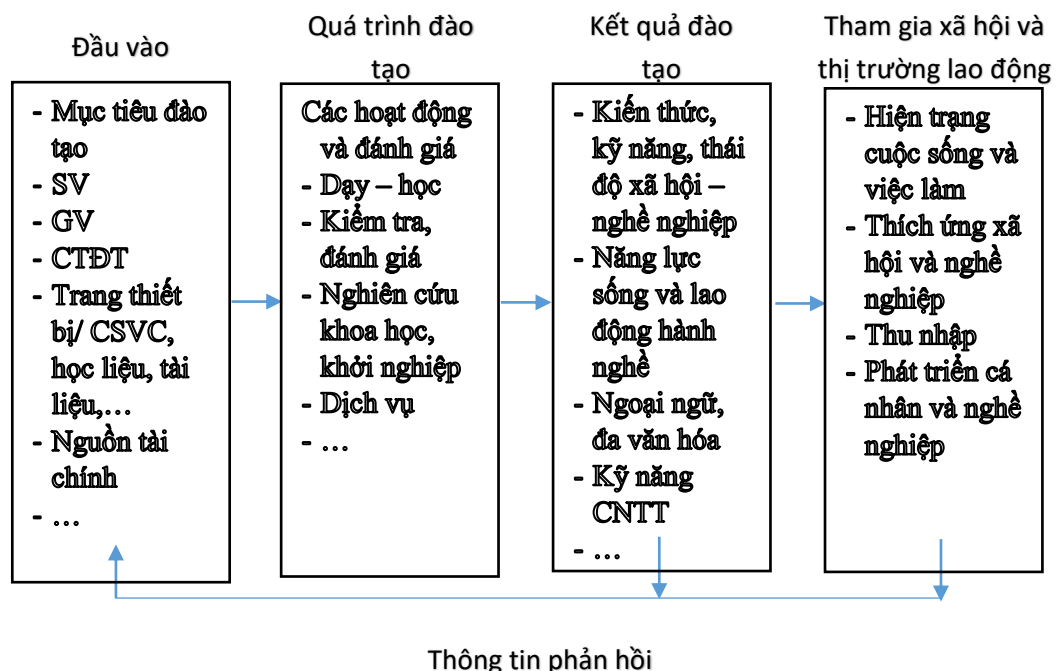 Đầu vào
- Mục tiêu đào
tạo
- SV
- GV
- CTĐT
- Trang thiết
bị/ CSVC,
học liệu, tài
liệu,…
- Nguồn tài
chính
- …
Quá trình đào
tạo
Các hoạt động
và đánh giá
- Dạy – học
- Kiểm tra,
đánh giá
- Nghiên cứu
khoa học,
khởi nghiệp
- Dịch vụ
- …
Kết quả đào
tạo
- Kiến thức,
kỹ năng, thái
độ xã hội –
nghề nghiệp
- Năng lực
sống và lao
động hành
nghề
- Ngoại ngữ,
đa văn hóa
- Kỹ năng
CNTT
- …
Tham gia xã hội và
thị trường lao động
- Hiện trạng
cuộc sống và
việc làm
- Thích ứng xã
hội và nghề
nghiệp
- Thu nhập
- Phát triển cá
nhân và nghề
nghiệp
Thông tin phản hồi